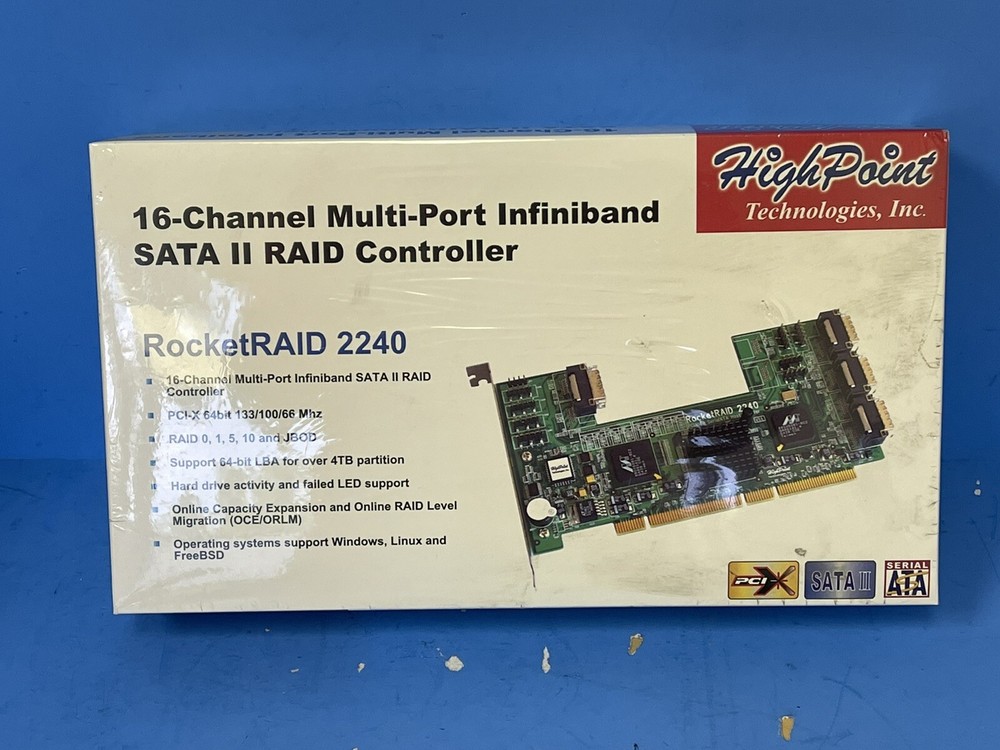 HighPoint
Technologies, Inc.
16-Channel Multi-Port Infiniband
SATA II RAID Controller
RocketRAID 2240
16-Channel Multi-Port Infiniband SATA II RAID
Controller
PCI-X 64bit 133/100/66 Mhz
RAID 0, 1, 5, 10 and JBOD
Support 64-bit LBA for over 4TB partition
Hard drive activity and failed LED support
Online Capacity Expansion and Online RAID Level
Migration (OCE/ORLM)
Operating systems support Windows, Linux and
FreeBSD
RocketRAID 2240
PCI X
SATA II
SERIAL
ATA